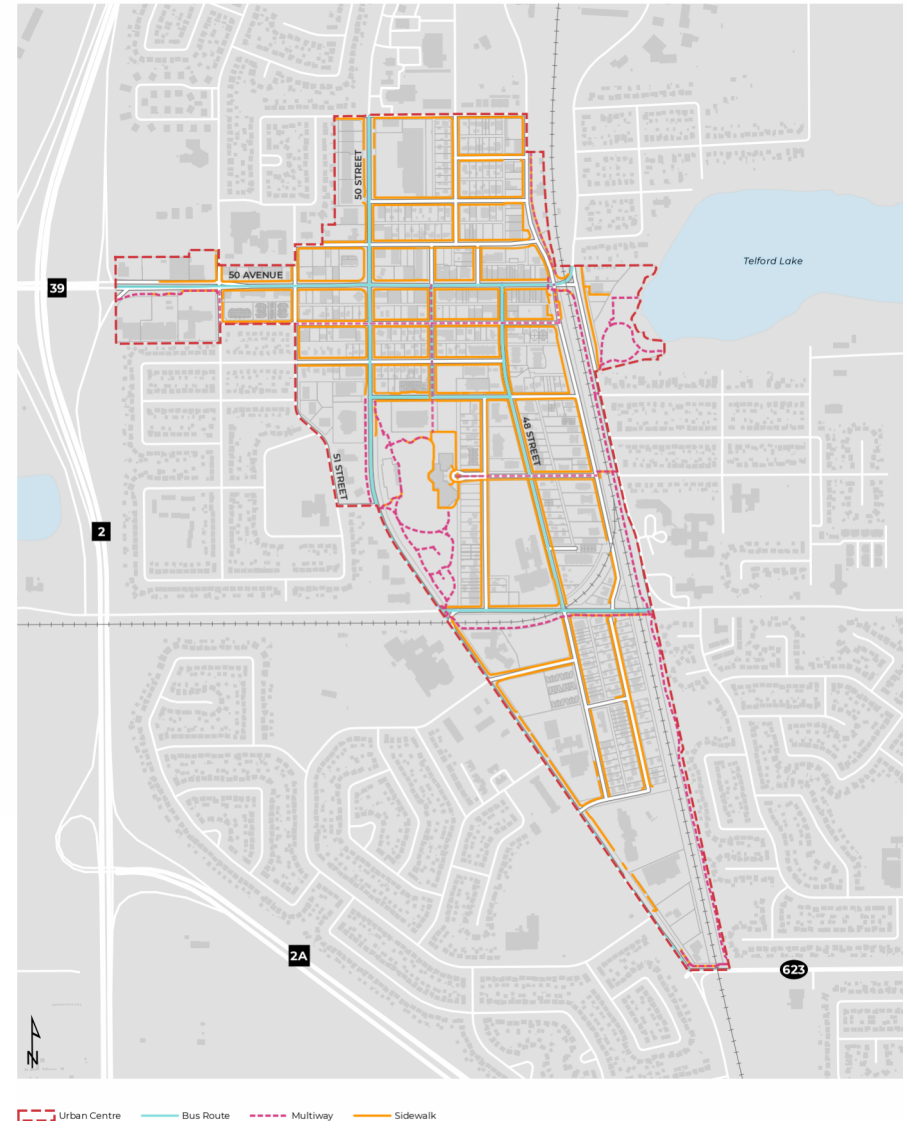 50 STREET
50 AVENUE
Telford Lake
39
48 STREET
51 STREET
2
2A
623
N
Urban Centre
Bus Route
Multiway
Sidewalk